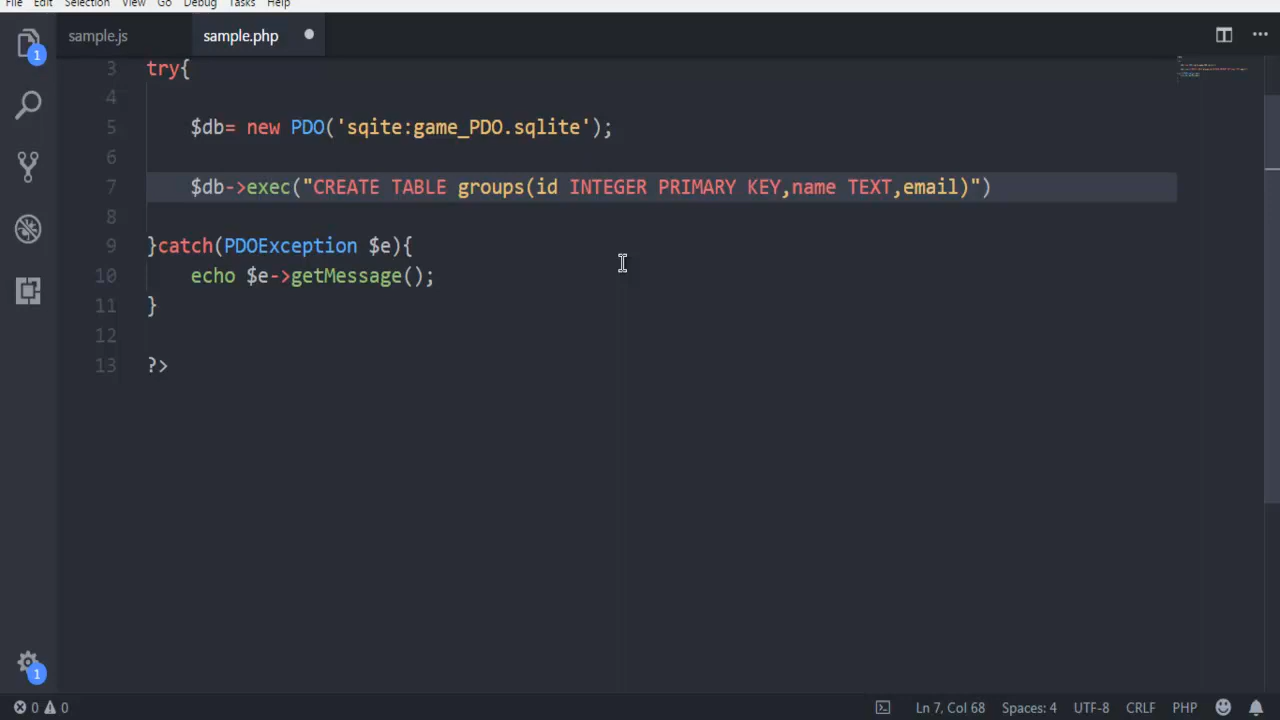 File Edit Selection View Go Debug Tasks Help
sample.js sample.php
1
3 try{
4
5 $db= new PDO('sqite:game_PDO.sqlite');
6
7 $db->exec("CREATE TABLE groups(id INTEGER PRIMARY KEY,name TEXT,email)")
8
9 }catch(PDOException $e){
10 echo $e->getMessage();
11 }
12
13 ?>
1
0 0 Ln 7, Col 68 Spaces: 4 UTF-8 CRLF PHP